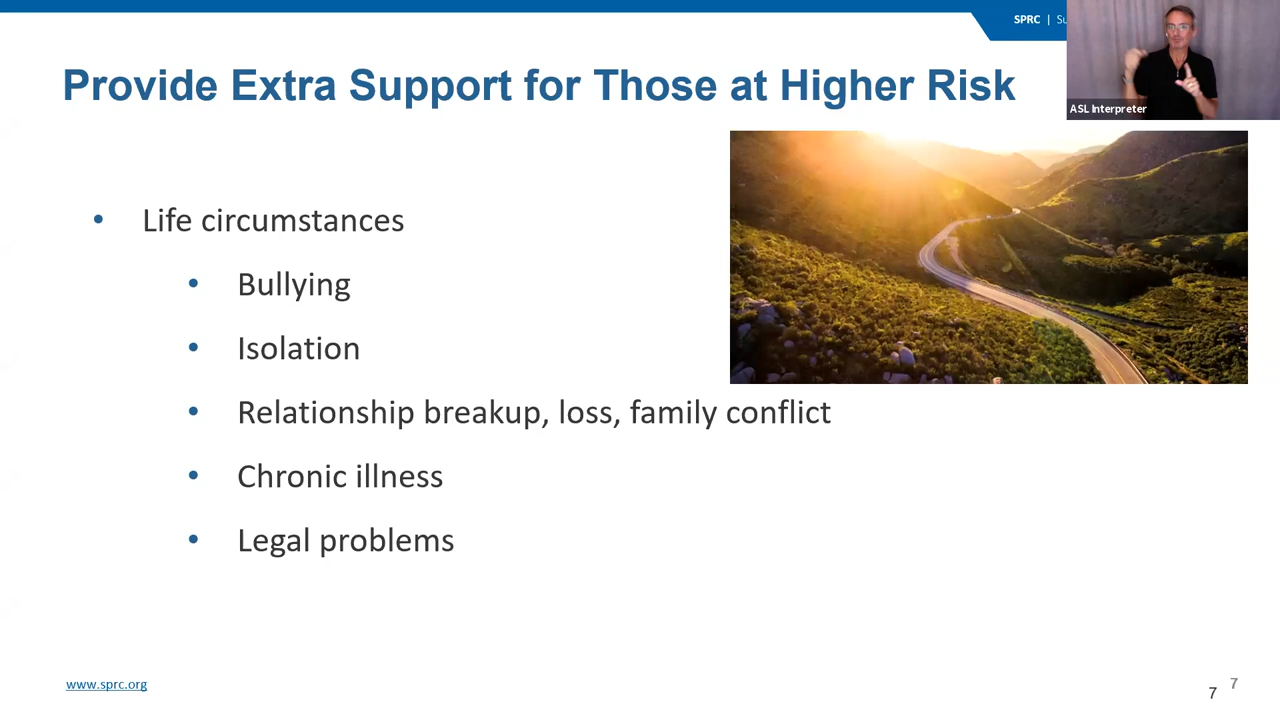 SPRC | Su
ASL Interpreter
Provide Extra Support for Those at Higher Risk
• Life circumstances
• Bullying
• Isolation
• Relationship breakup, loss, family conflict
• Chronic illness
• Legal problems
www.sprc.org
7
7